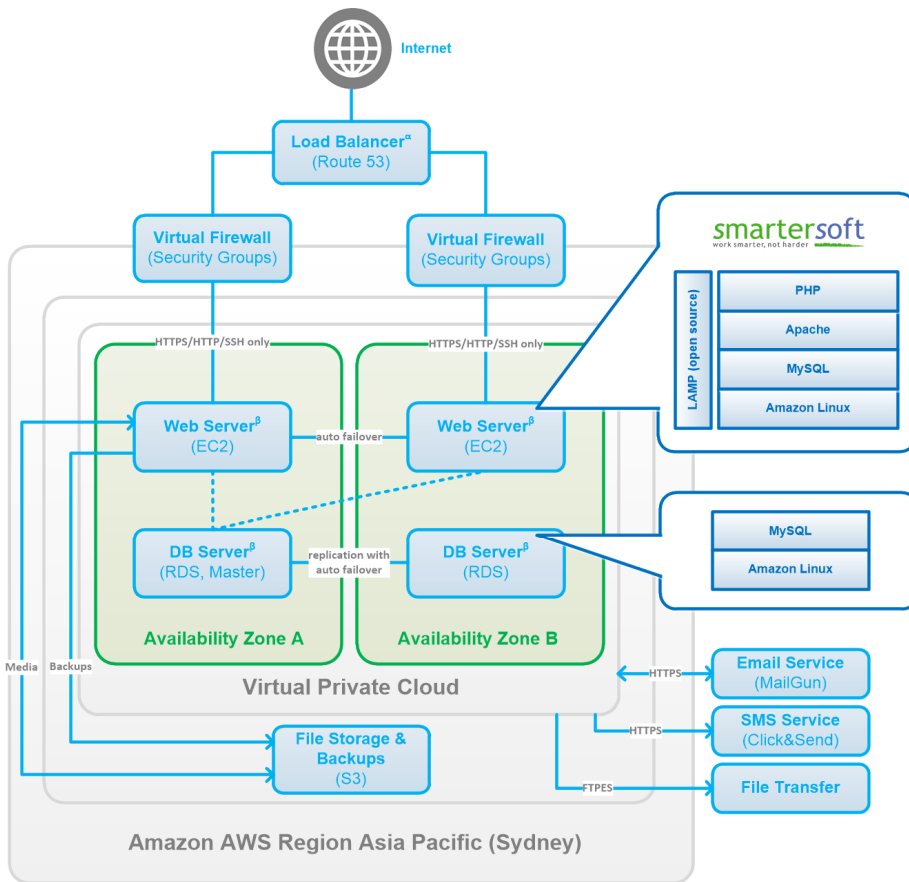 Internet
Load Balancerᵅ
(Route 53)
Virtual Firewall
(Security Groups)
Virtual Firewall
(Security Groups)
smartersoft
work smarter, not harder
LAMP (open source)
PHP
Apache
MySQL
Amazon Linux
HTTPS/HTTP/SSH only
HTTPS/HTTP/SSH only
Web Serverᵝ
(EC2)
auto failover
Web Serverᵝ
(EC2)
DB Serverᵝ
(RDS, Master)
replication with
auto failover
DB Serverᵝ
(RDS)
MySQL
Amazon Linux
Availability Zone A
Availability Zone B
Media
Backups
Virtual Private Cloud
HTTPS
Email Service
(MailGun)
HTTPS
SMS Service
(Click&Send)
FTPES
File Transfer
File Storage &
Backups
(S3)
Amazon AWS Region Asia Pacific (Sydney)